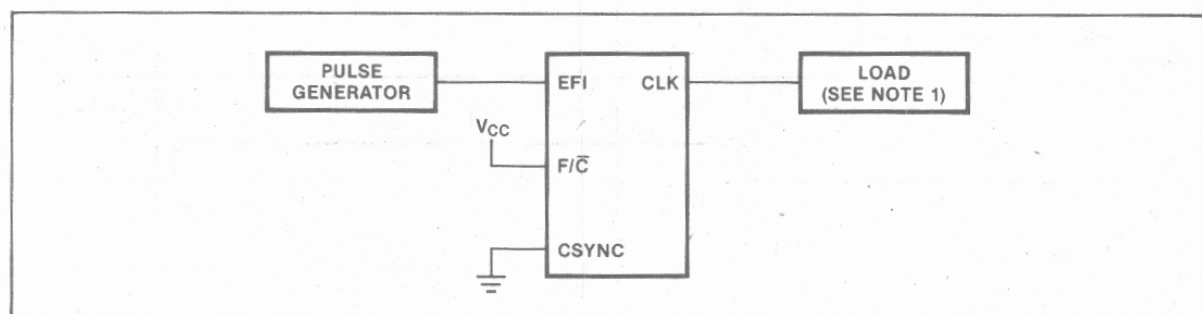 PULSE
GENERATOR
EFI
CLK
LOAD
(SEE NOTE 1)
VCC
F/C̅
CSYNC